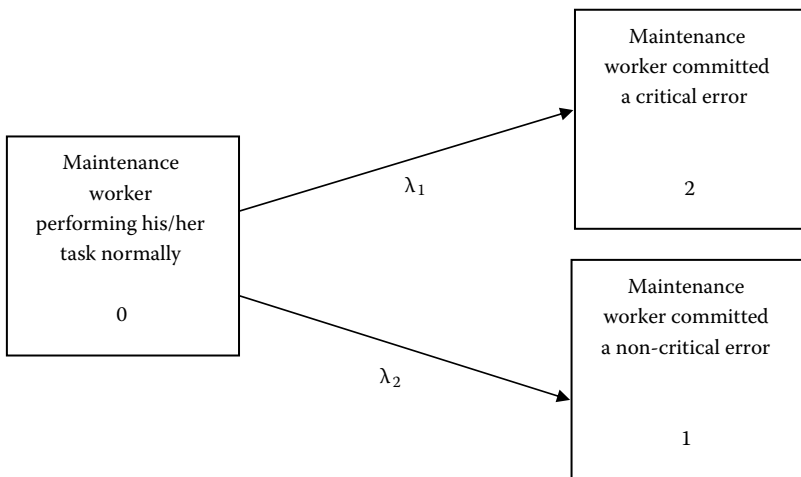 Maintenance
worker
performing his/her
task normally
0
λ1
λ2
Maintenance
worker committed
a critical error
2
Maintenance
worker committed
a non-critical error
1